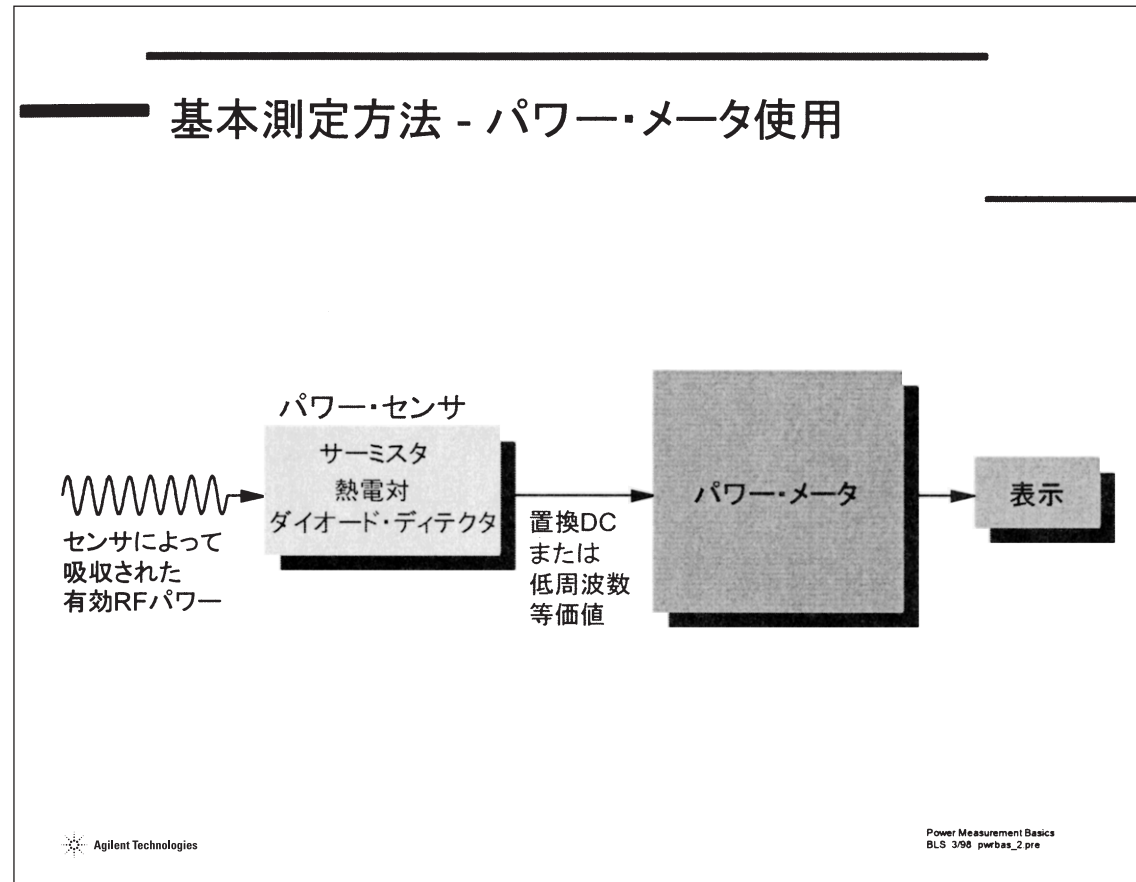 基本測定方法 - パワー・メータ使用
パワー・センサ
サーミスタ
熱電対
ダイオード・ディテクタ
センサによって
吸収された
有効RFパワー
置換DC
または
低周波数
等価値
パワー・メータ
表示
Agilent Technologies
Power Measurement Basics
BLS 3/98 pwrbas_2.pre